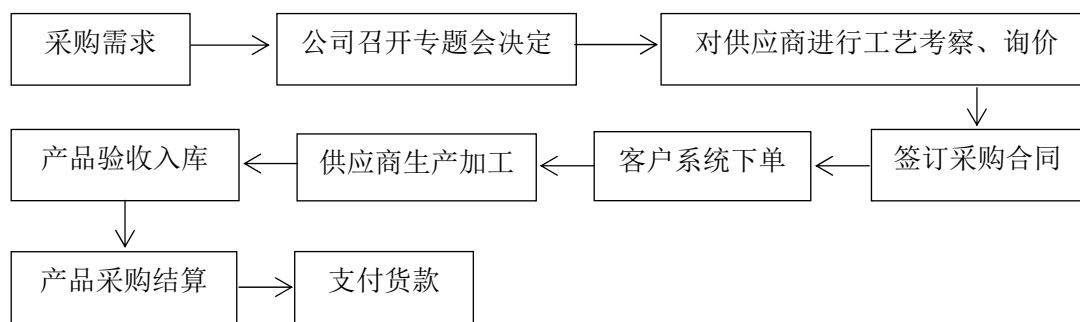 采购需求
公司召开专题会决定
对供应商进行工艺考察、询价
签订采购合同
客户系统下单
供应商生产加工
产品验收入库
产品采购结算
支付货款